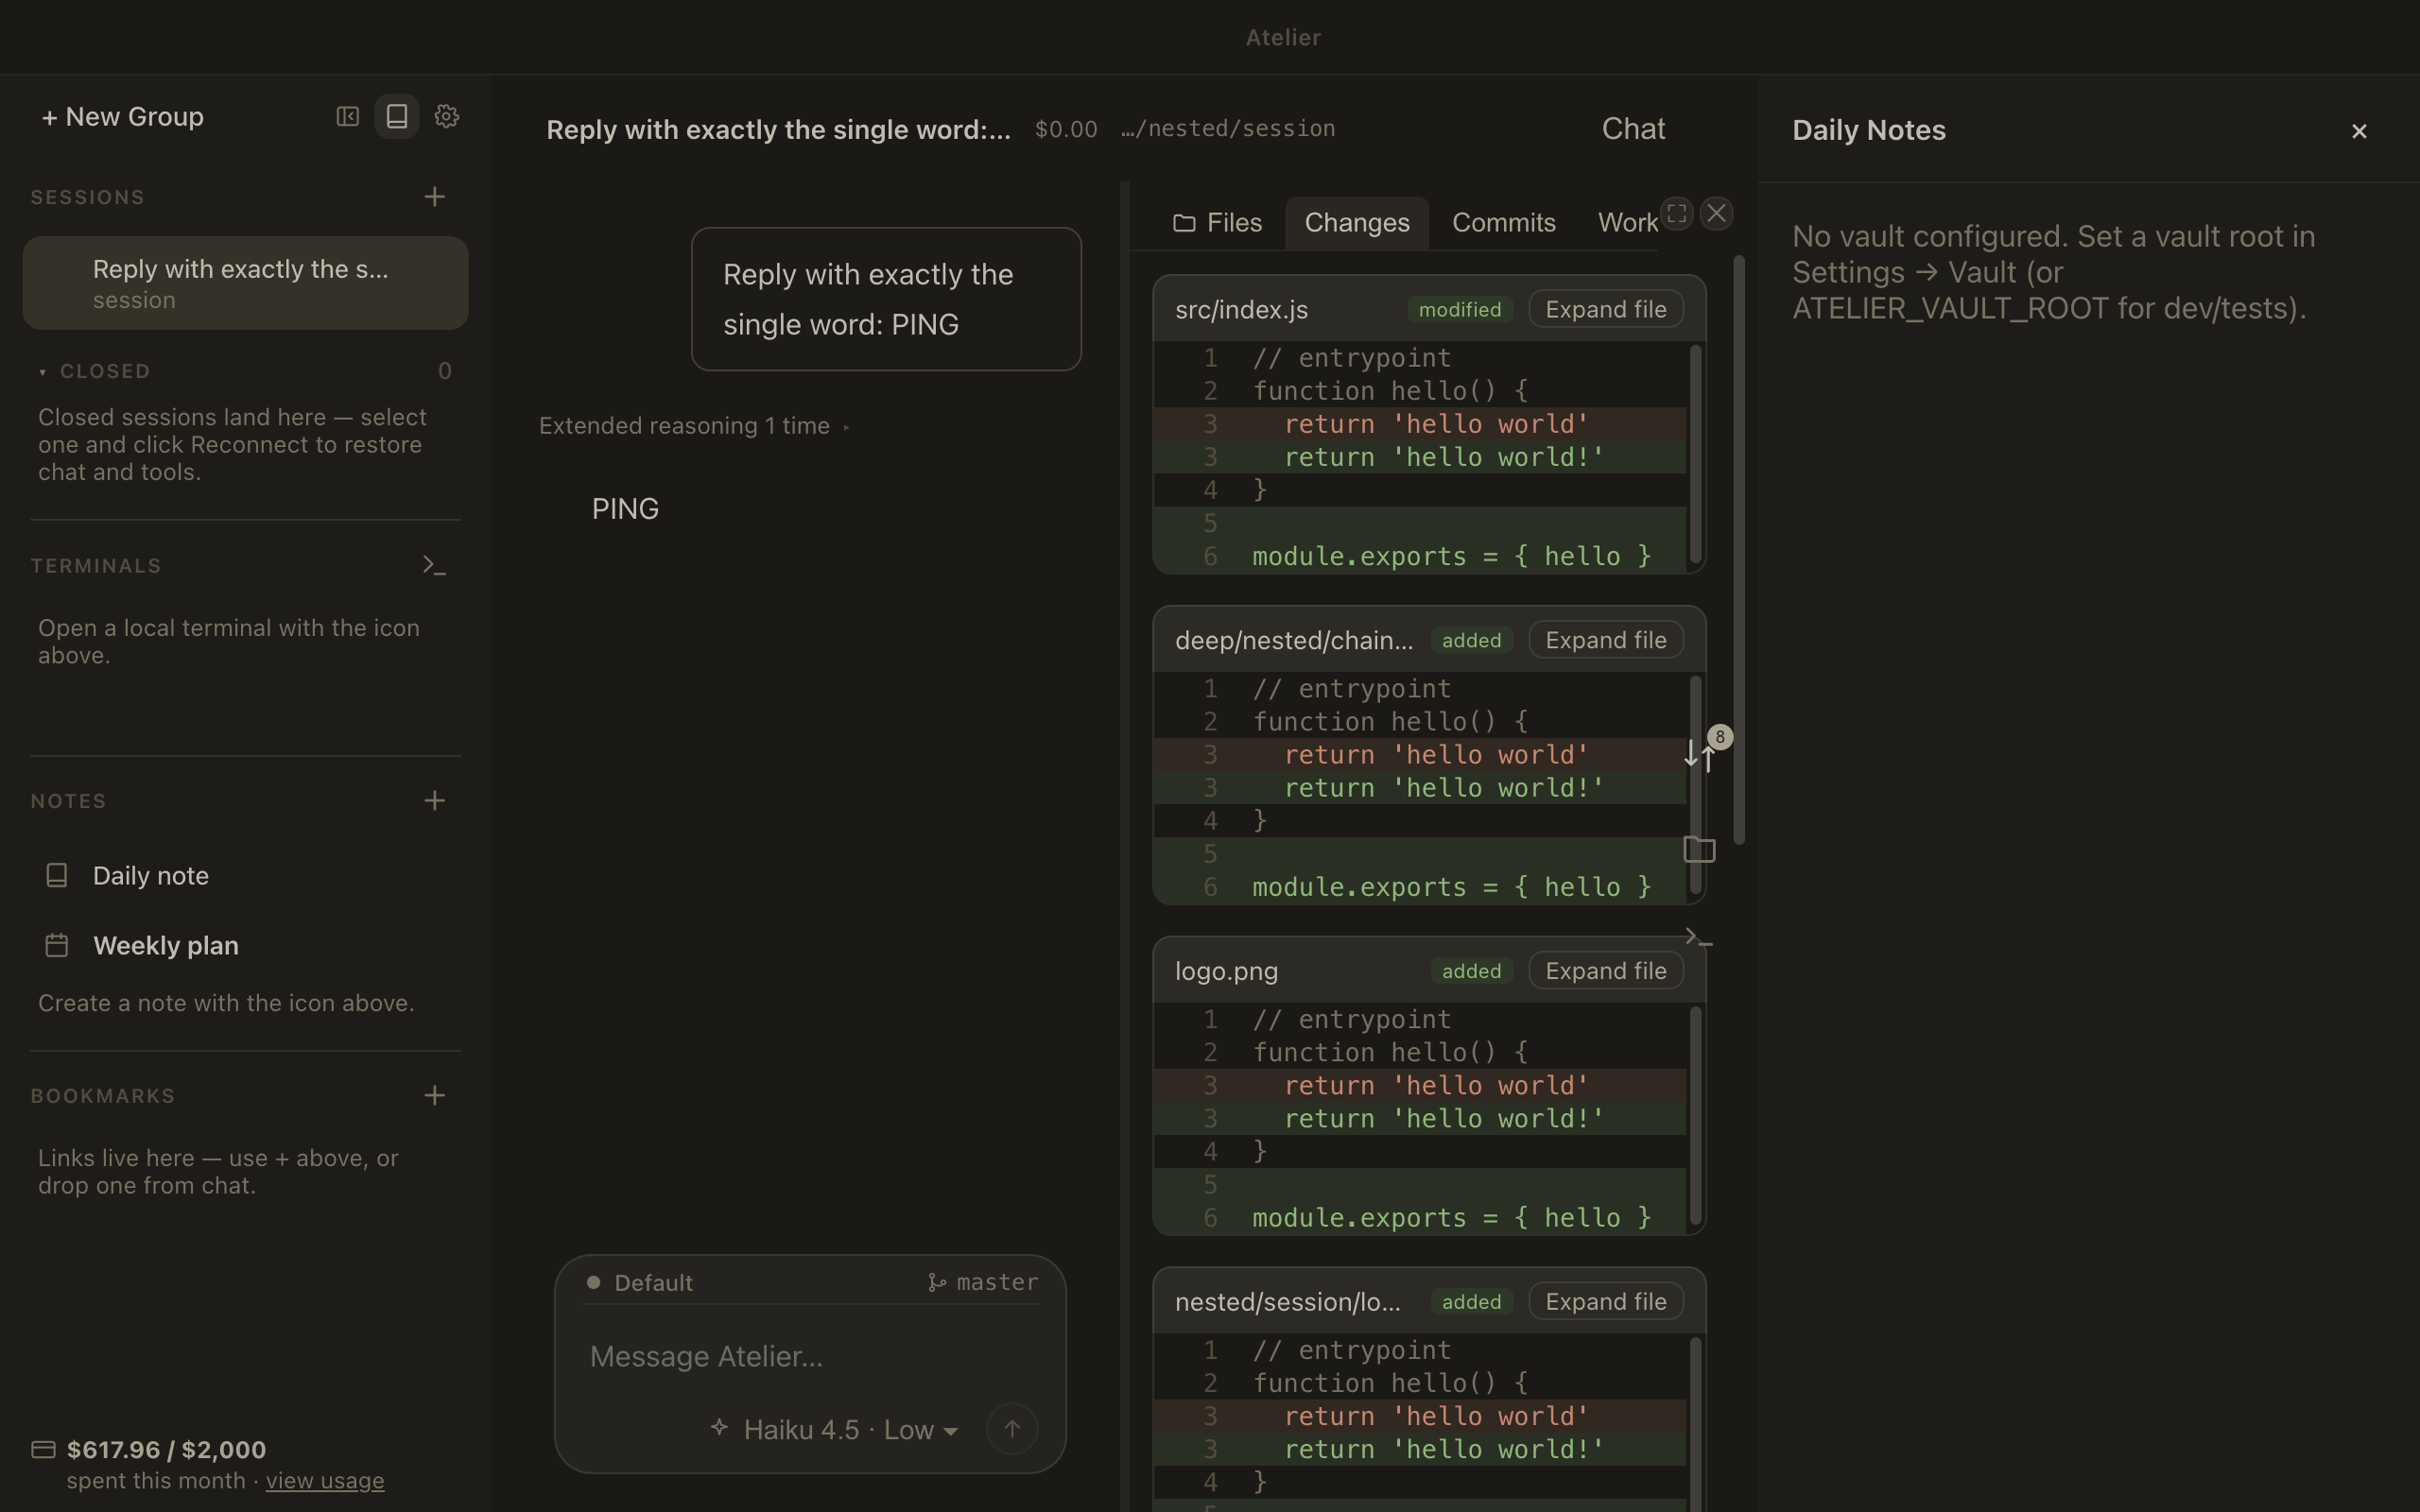 Atelier
+ New Group
SESSIONS
Reply with exactly the s...
session
CLOSED
0
Closed sessions land here — select
one and click Reconnect to restore
chat and tools.
TERMINALS
Open a local terminal with the icon
above.
NOTES
Daily note
Weekly plan
Create a note with the icon above.
BOOKMARKS
Links live here — use + above, or
drop one from chat.
$617.96 / $2,000
spent this month · view usage
Reply with exactly the single word:... $0.00 …/nested/session
Chat
Reply with exactly the
single word: PING
Extended reasoning 1 time
PING
Default
master
Message Atelier...
Haiku 4.5 · Low
Files Changes Commits Work
src/index.js modified Expand file
1 // entrypoint
2 function hello() {
3 return 'hello world'
3 return 'hello world!'
4 }
5
6 module.exports = { hello }
deep/nested/chain... added Expand file
1 // entrypoint
2 function hello() {
3 return 'hello world'
3 return 'hello world!'
4 }
5
6 module.exports = { hello }
8
logo.png added Expand file
1 // entrypoint
2 function hello() {
3 return 'hello world'
3 return 'hello world!'
4 }
5
6 module.exports = { hello }
nested/session/lo... added Expand file
1 // entrypoint
2 function hello() {
3 return 'hello world'
3 return 'hello world!'
4 }
5
Daily Notes
No vault configured. Set a vault root in
Settings → Vault (or
ATELIER_VAULT_ROOT for dev/tests).